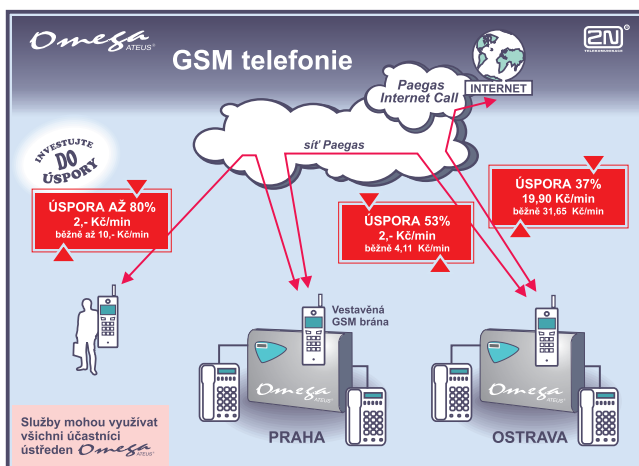 Omega
ATEUS®
GSM telefonie
2N®
TELEKOMUNIKACE
Paegas
Internet Call
INTERNET
síť Paegas
INVESTUJTE
DO
ÚSPORY
ÚSPORA AŽ 80%
2,- Kč/min
běžně až 10,- Kč/min
ÚSPORA 53%
2,- Kč/min
běžně 4,11 Kč/min
ÚSPORA 37%
19,90 Kč/min
běžně 31,65 Kč/min
Vestavěná
GSM brána
Omega
ATEUS®
PRAHA
Omega
ATEUS®
OSTRAVA
Služby mohou využívat
všichni účastníci
ústředen Omega
ATEUS®